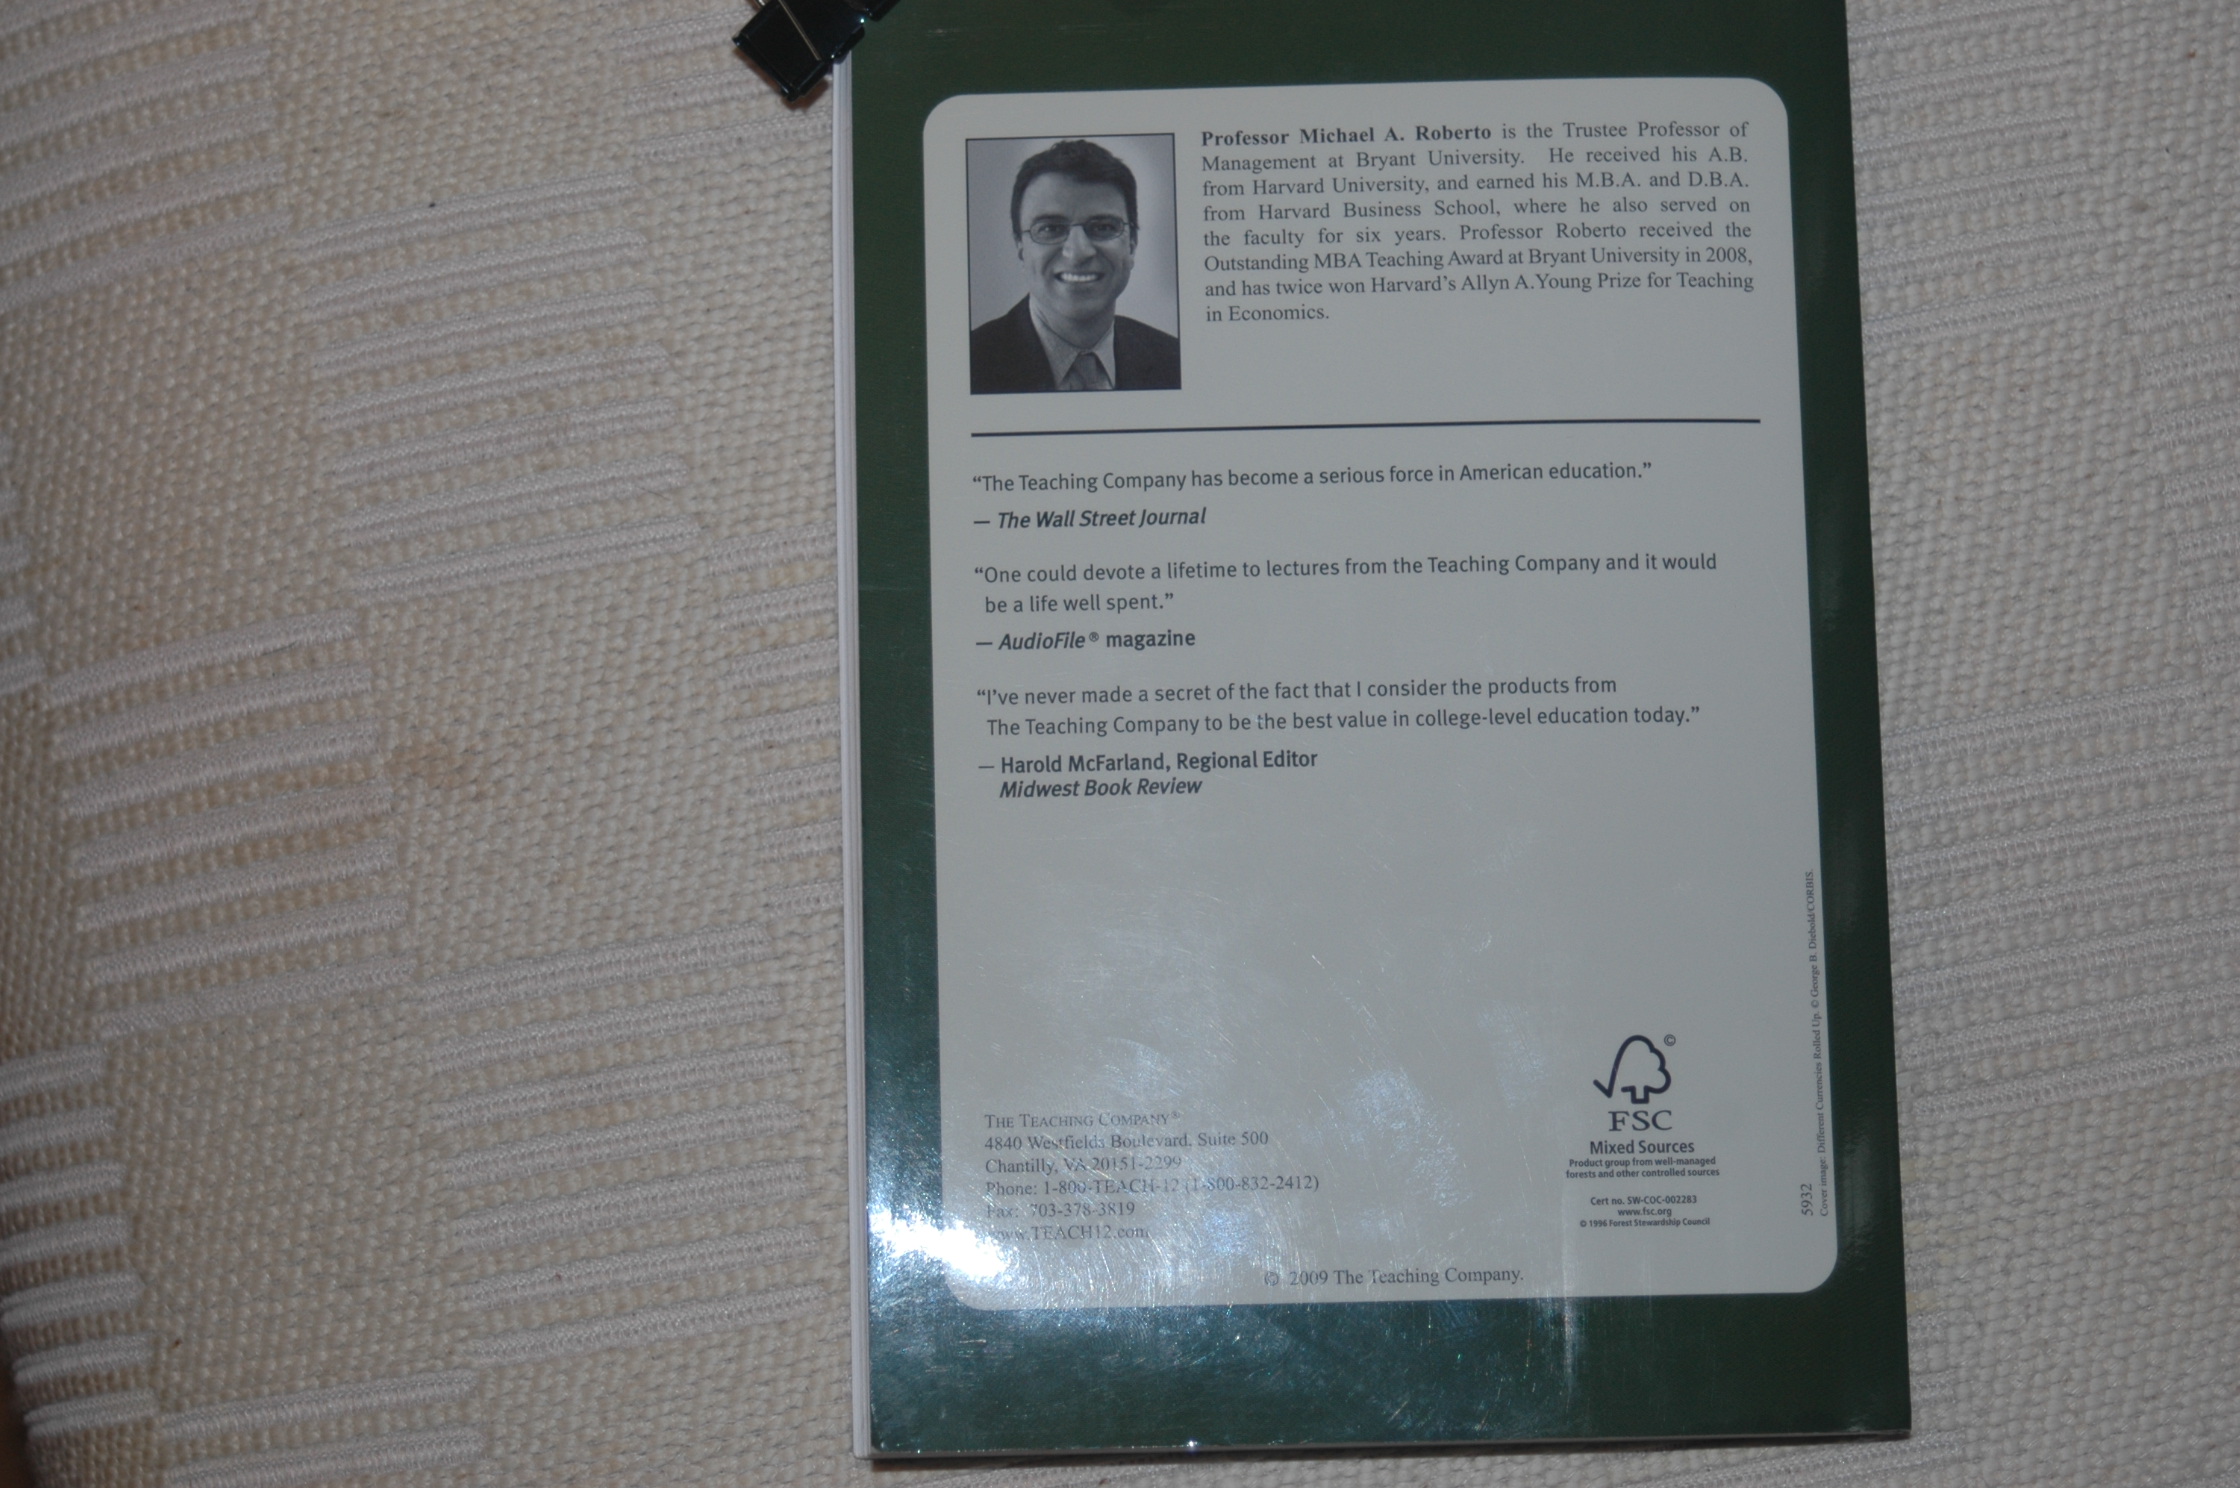 Professor Michael A. Roberto is the Trustee Professor of
Management at Bryant University. He received his A.B.
from Harvard University, and earned his M.B.A. and D.B.A.
from Harvard Business School, where he also served on
the faculty for six years. Professor Roberto received the
Outstanding MBA Teaching Award at Bryant University in 2008,
and has twice won Harvard's Allyn A.Young Prize for Teaching
in Economics.
“The Teaching Company has become a serious force in American education.”
— The Wall Street Journal
“One could devote a lifetime to lectures from the Teaching Company and it would
be a life well spent.”
— AudioFile® magazine
“I've never made a secret of the fact that I consider the products from
The Teaching Company to be the best value in college-level education today.”
— Harold McFarland, Regional Editor
Midwest Book Review
THE TEACHING COMPANY®
4840 Westfields Boulevard, Suite 500
Chantilly, VA 20151-2299
Phone: 1-800-TEACH-12 (1-800-832-2412)
Fax: 703-378-3819
www.TEACH12.com
©
FSC
Mixed Sources
Product group from well-managed
forests and other controlled sources
Cert no. SW-COC-002283
www.fsc.org
© 1996 Forest Stewardship Council
5932
Cover image: Different Currencies Rolled Up. © George B. Diebold/CORBIS.
© 2009 The Teaching Company.